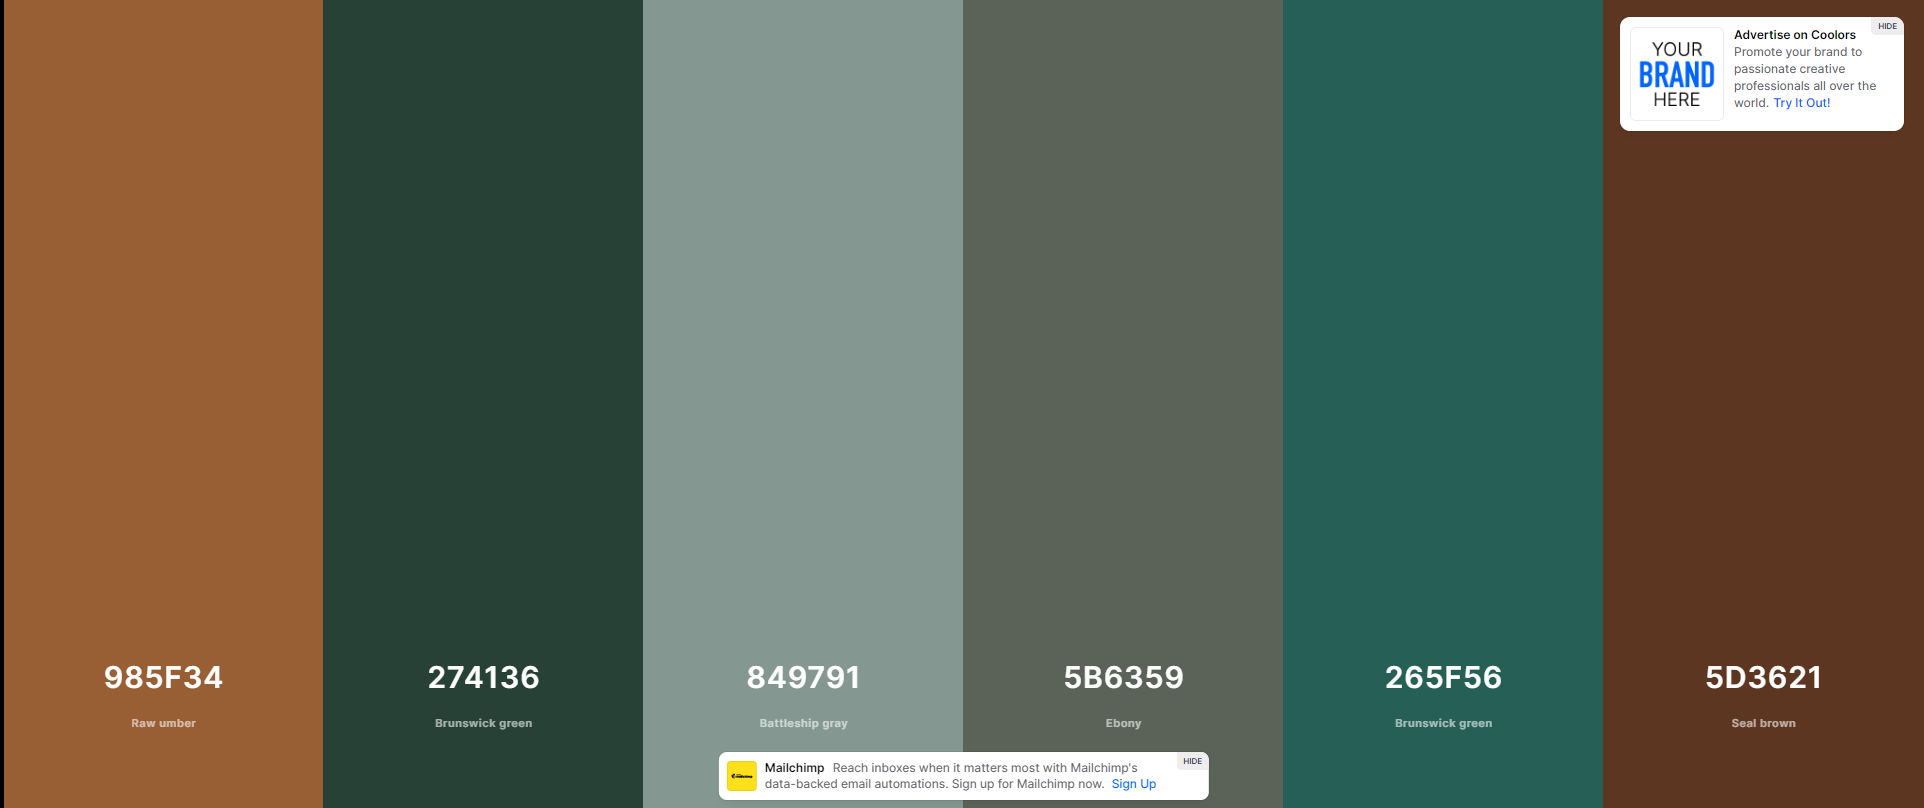 HIDE
Advertise on Coolors
YOUR
BRAND
HERE
Promote your brand to
passionate creative
professionals all over the
world. Try It Out!
985F34
274136
849791
5B6359
265F56
5D3621
Raw umber
Brunswick green
Battleship gray
Ebony
Brunswick green
Seal brown
HIDE
Mailchimp Reach inboxes when it matters most with Mailchimp's
data-backed email automations. Sign up for Mailchimp now. Sign Up